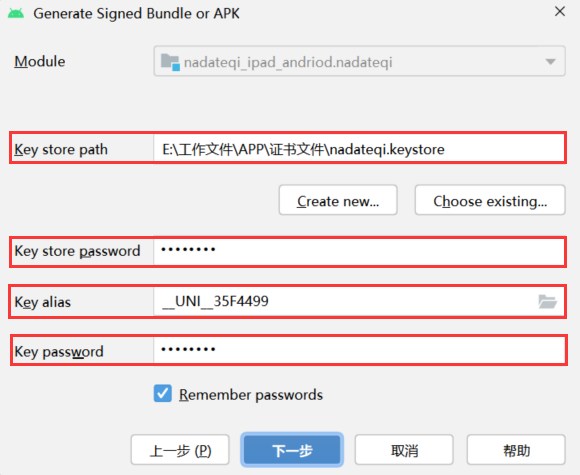 Generate Signed Bundle or APK
Module nadateqi_ipad_andriod.nadateqi
Key store path E:\工作文件\APP\证书文件\nadateqi.keystore
Create new... Choose existing...
Key store password ••••••••
Key alias __UNI__35F4499
Key password ••••••••
Remember passwords
上一步 (P) 下一步 取消 帮助